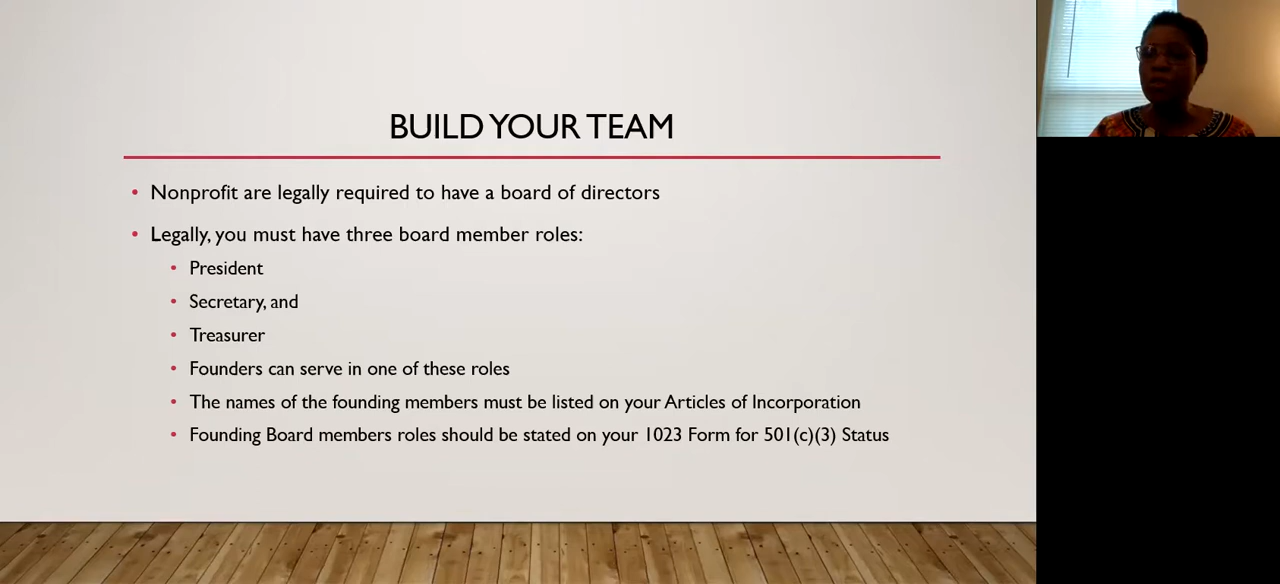 BUILD YOUR TEAM
• Nonprofit are legally required to have a board of directors
• Legally, you must have three board member roles:
• President
• Secretary, and
• Treasurer
• Founders can serve in one of these roles
• The names of the founding members must be listed on your Articles of Incorporation
• Founding Board members roles should be stated on your 1023 Form for 501(c)(3) Status